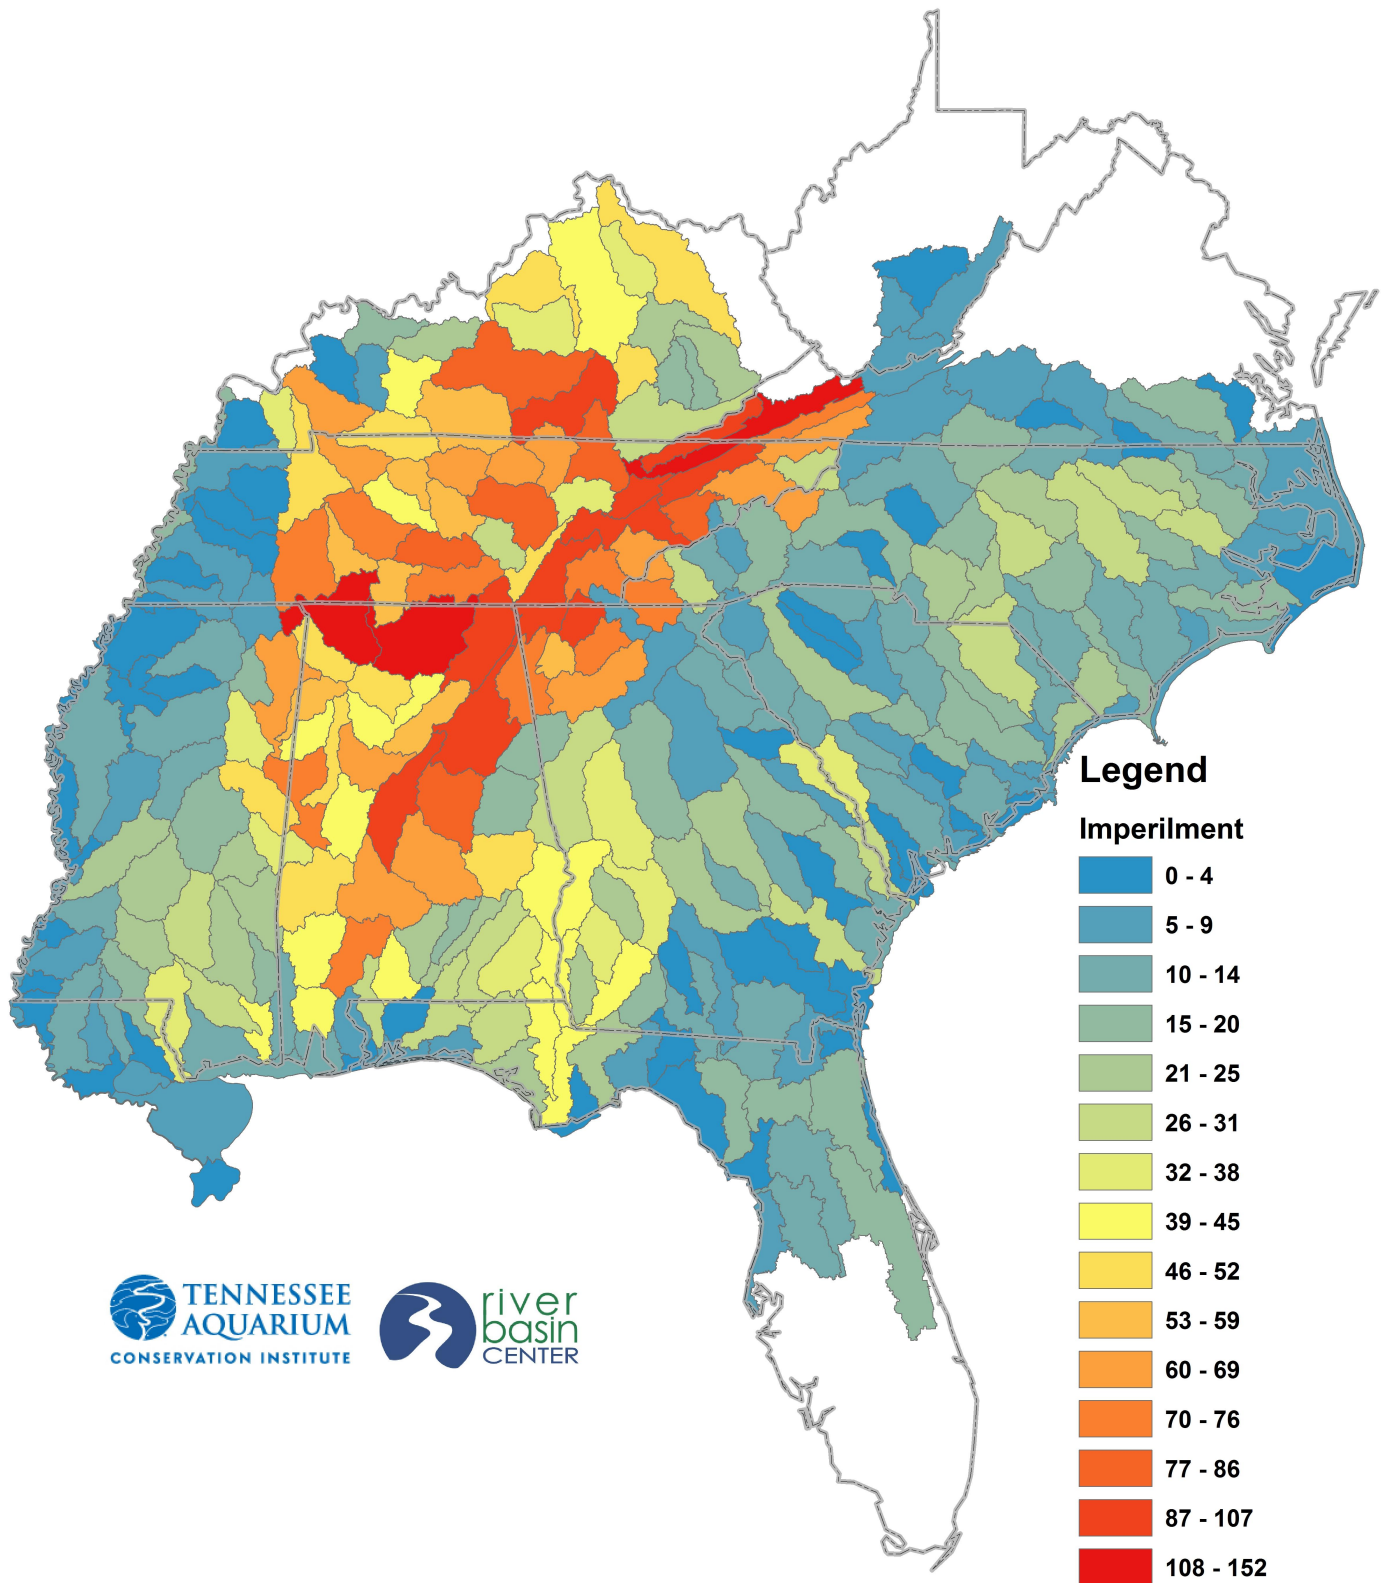 Legend
Imperilment
0 - 4
5 - 9
10 - 14
15 - 20
21 - 25
26 - 31
32 - 38
39 - 45
46 - 52
53 - 59
60 - 69
70 - 76
77 - 86
87 - 107
108 - 152
TENNESSEE
AQUARIUM
CONSERVATION INSTITUTE
river
basin
CENTER